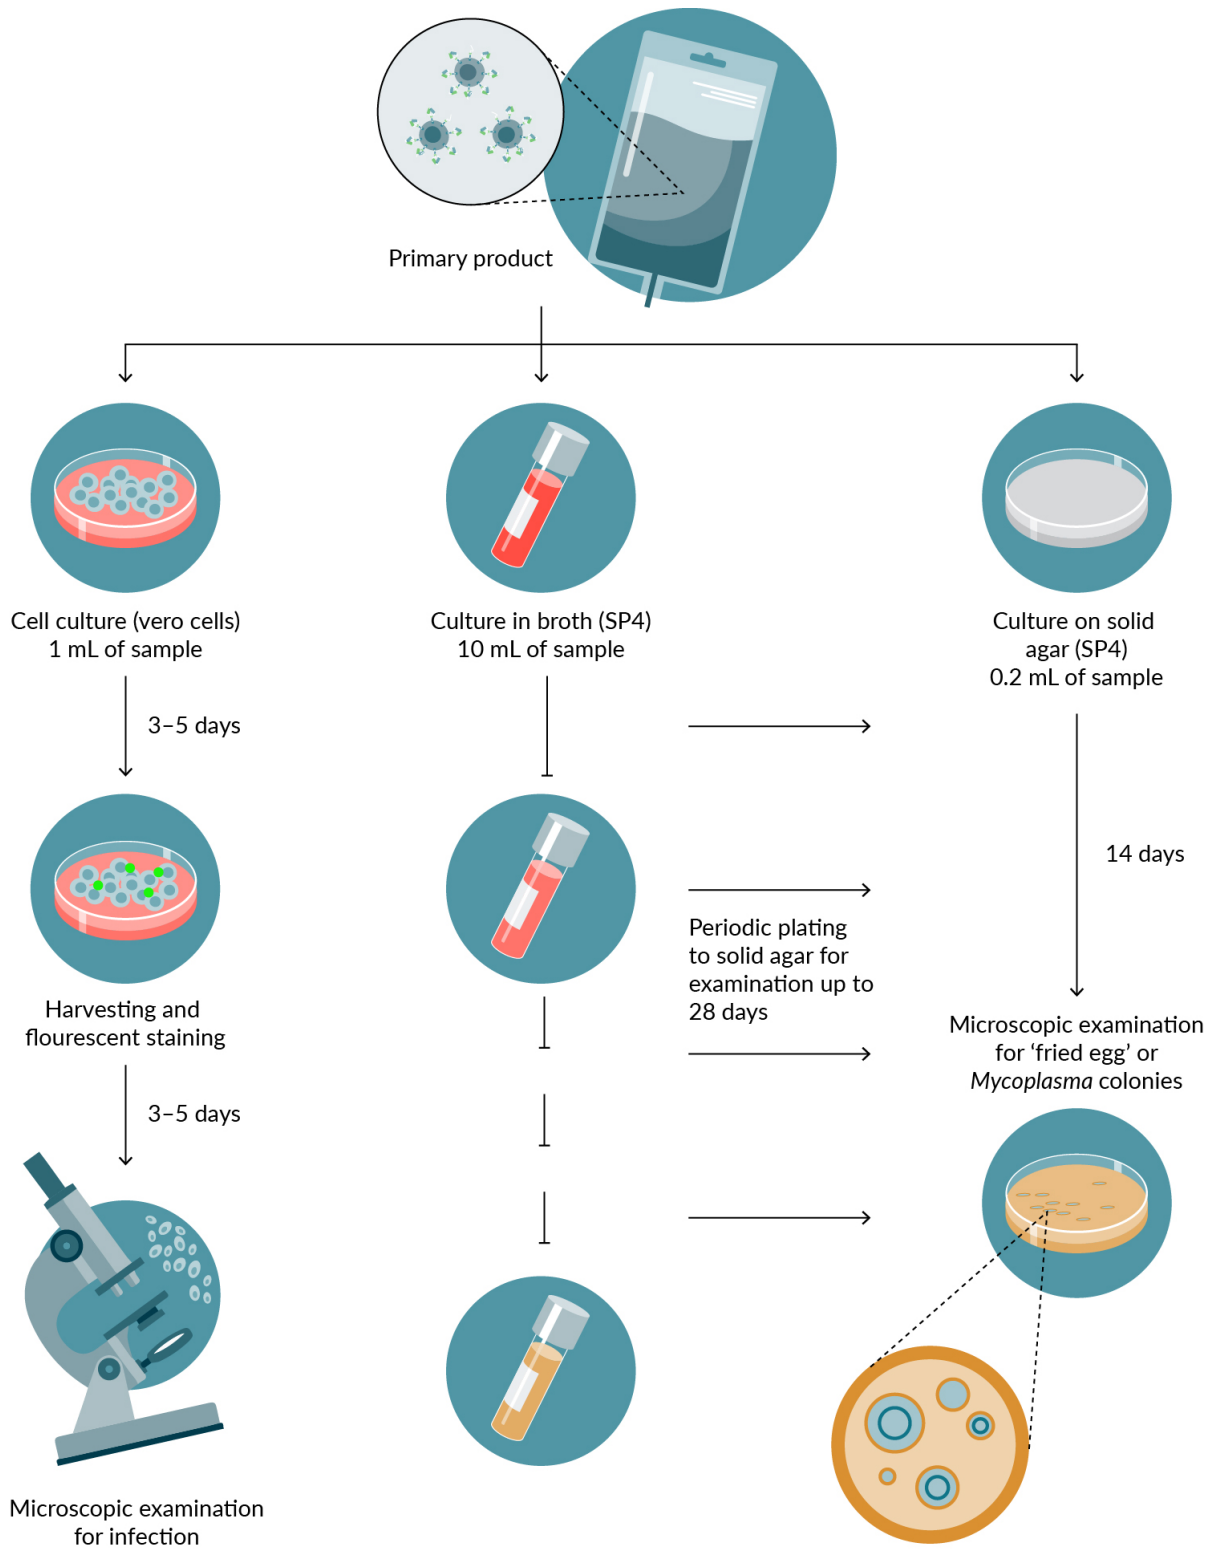 Primary product
Cell culture (vero cells)
1 mL of sample
Culture in broth (SP4)
10 mL of sample
Culture on solid
agar (SP4)
0.2 mL of sample
3–5 days
14 days
Periodic plating
to solid agar for
examination up to
28 days
Harvesting and
flourescent staining
Microscopic examination
for ‘fried egg’ or
Mycoplasma colonies
3–5 days
Microscopic examination
for infection